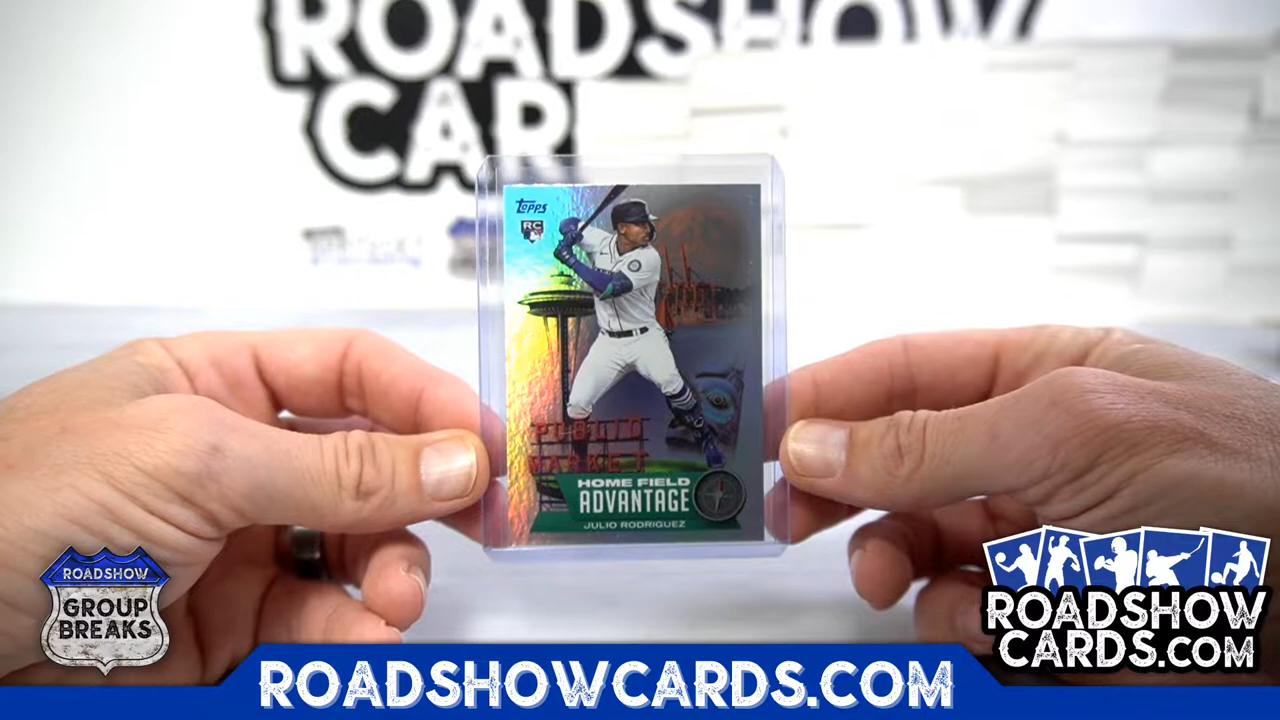 ROADSHOW
CAR
Topps
RC
PUBLIC
MARKET
HOME FIELD
ADVANTAGE
JULIO RODRIGUEZ
ROADSHOW
GROUP
BREAKS
ROADSHOW
CARDS.COM
ROADSHOWCARDS.COM